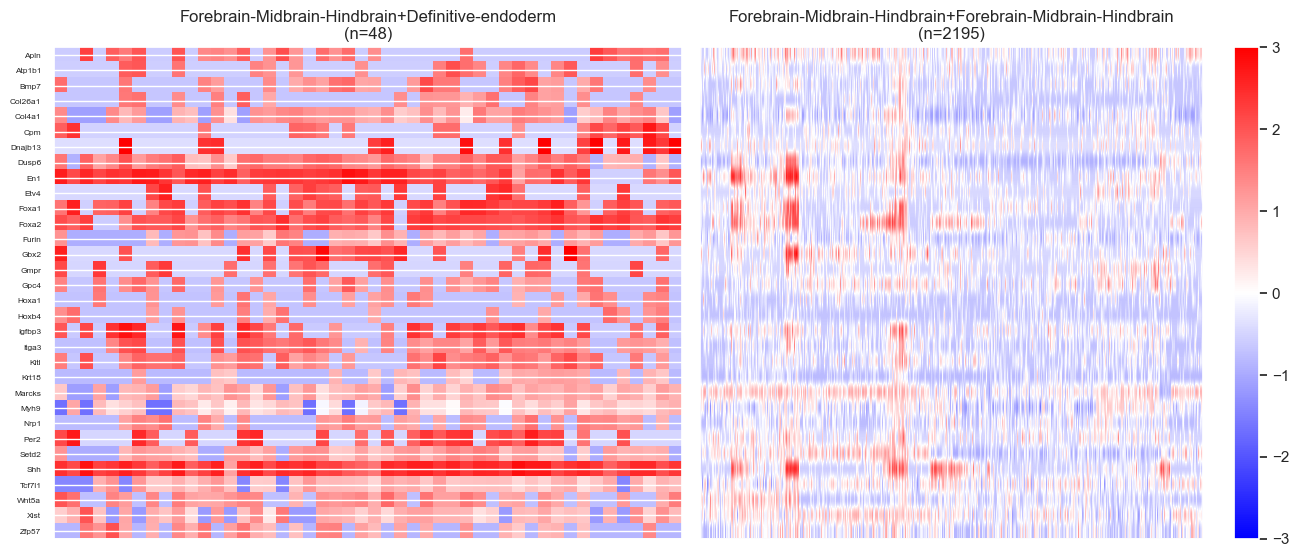 Forebrain-Midbrain-Hindbrain+Definitive-endoderm
(n=48)
Forebrain-Midbrain-Hindbrain+Forebrain-Midbrain-Hindbrain
(n=2195)
Apln
Atp1b1
Bmp7
Col26a1
Col4a1
Cpm
Dnajb13
Dusp6
En1
Etv4
Foxa1
Foxa2
Furin
Gbx2
Gmpr
Gpc4
Hoxa1
Hoxb4
Igfbp3
Itga3
Kitl
Krt18
Marcks
Myh9
Nrp1
Per2
Setd2
Shh
Tcf7l1
Wnt5a
Xist
Zfp57
3
2
1
0
−1
−2
−3